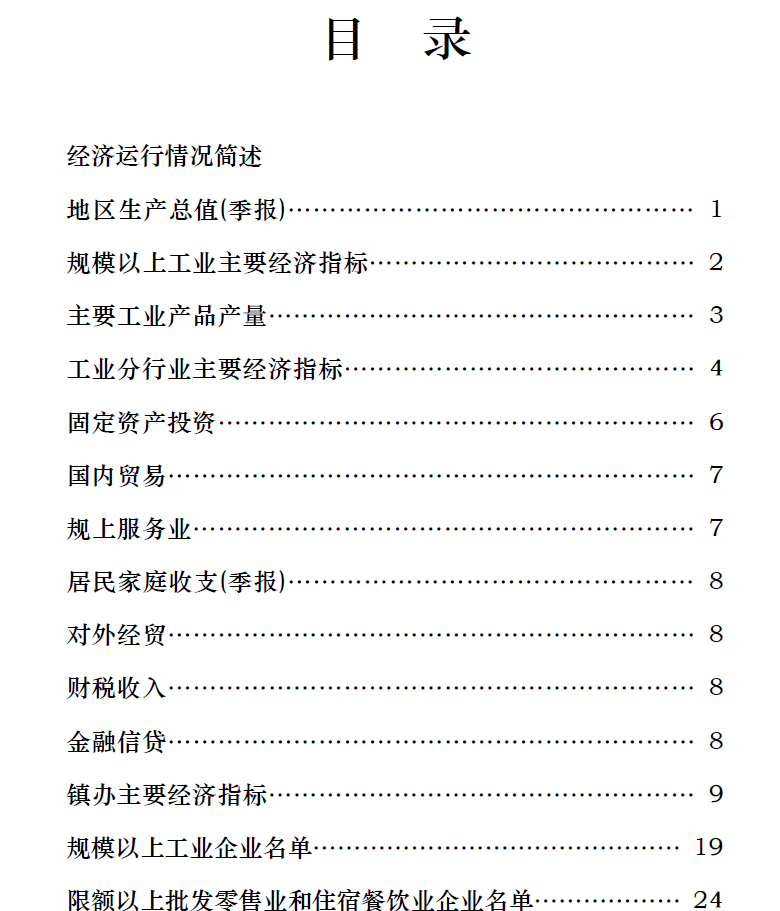 目 录
经济运行情况简述
地区生产总值(季报)················································ 1
规模以上工业主要经济指标······································· 2
主要工业产品产量··················································· 3
工业分行业主要经济指标·········································· 4
固定资产投资························································· 6
国内贸易······························································· 7
规上服务业···························································· 7
居民家庭收支(季报)················································ 8
对外经贸······························································· 8
财税收入······························································· 8
金融信贷······························································· 8
镇办主要经济指标··················································· 9
规模以上工业企业名单············································ 19
限额以上批发零售业和住宿餐饮业企业名单·················· 24